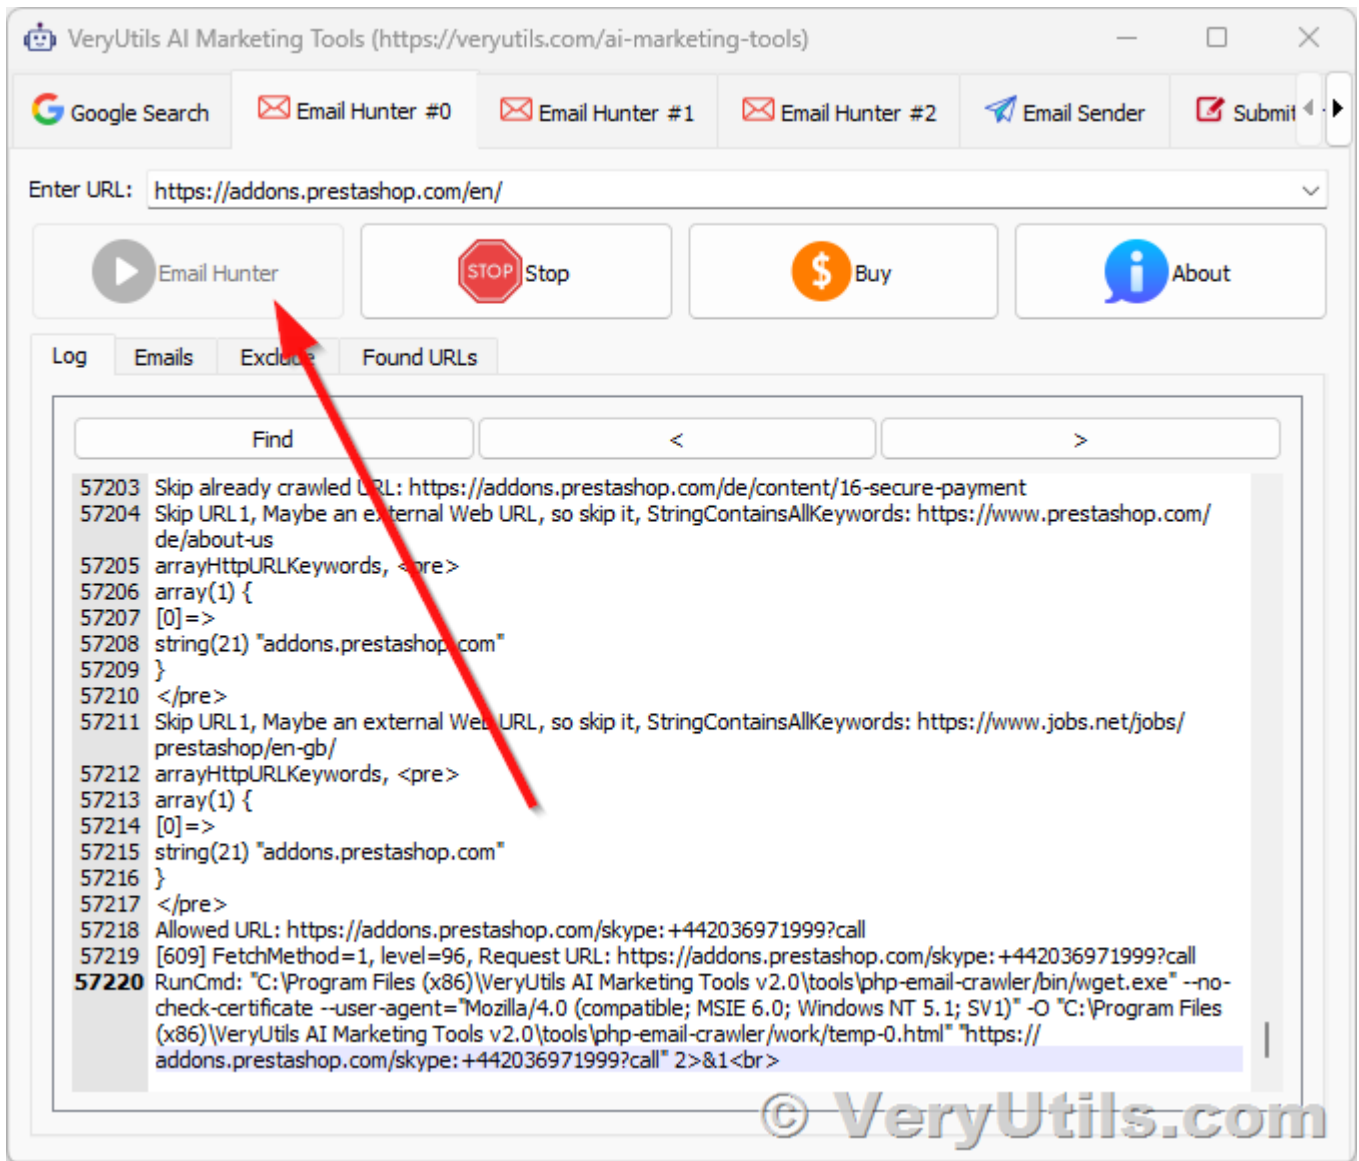 VeryUtils AI Marketing Tools (https://veryutils.com/ai-marketing-tools)
Google Search Email Hunter #0 Email Hunter #1 Email Hunter #2 Email Sender Submit
Enter URL: https://addons.prestashop.com/en/
Email Hunter STOP Stop $ Buy i About
Log Emails Exclude Found URLs
Find < >
57203 Skip already crawled URL: https://addons.prestashop.com/de/content/16-secure-payment
57204 Skip URL1, Maybe an external Web URL, so skip it, StringContainsAllKeywords: https://www.prestashop.com/
de/about-us
57205 arrayHttpURLKeywords, <pre>
57206 array(1) {
57207 [0]=>
57208 string(21) "addons.prestashop.com"
57209 }
57210 </pre>
57211 Skip URL1, Maybe an external Web URL, so skip it, StringContainsAllKeywords: https://www.jobs.net/jobs/
prestashop/en-gb/
57212 arrayHttpURLKeywords, <pre>
57213 array(1) {
57214 [0]=>
57215 string(21) "addons.prestashop.com"
57216 }
57217 </pre>
57218 Allowed URL: https://addons.prestashop.com/skype:+442036971999?call
57219 [609] FetchMethod=1, level=96, Request URL: https://addons.prestashop.com/skype:+442036971999?call
57220 RunCmd: "C:\Program Files (x86)\VeryUtils AI Marketing Tools v2.0\tools\php-email-crawler/bin/wget.exe" --no-
check-certificate --user-agent="Mozilla/4.0 (compatible; MSIE 6.0; Windows NT 5.1; SV1)" -O "C:\Program Files
(x86)\VeryUtils AI Marketing Tools v2.0\tools\php-email-crawler/work/temp-0.html" "https://
addons.prestashop.com/skype:+442036971999?call" 2>&1<br>
© VeryUtils.com